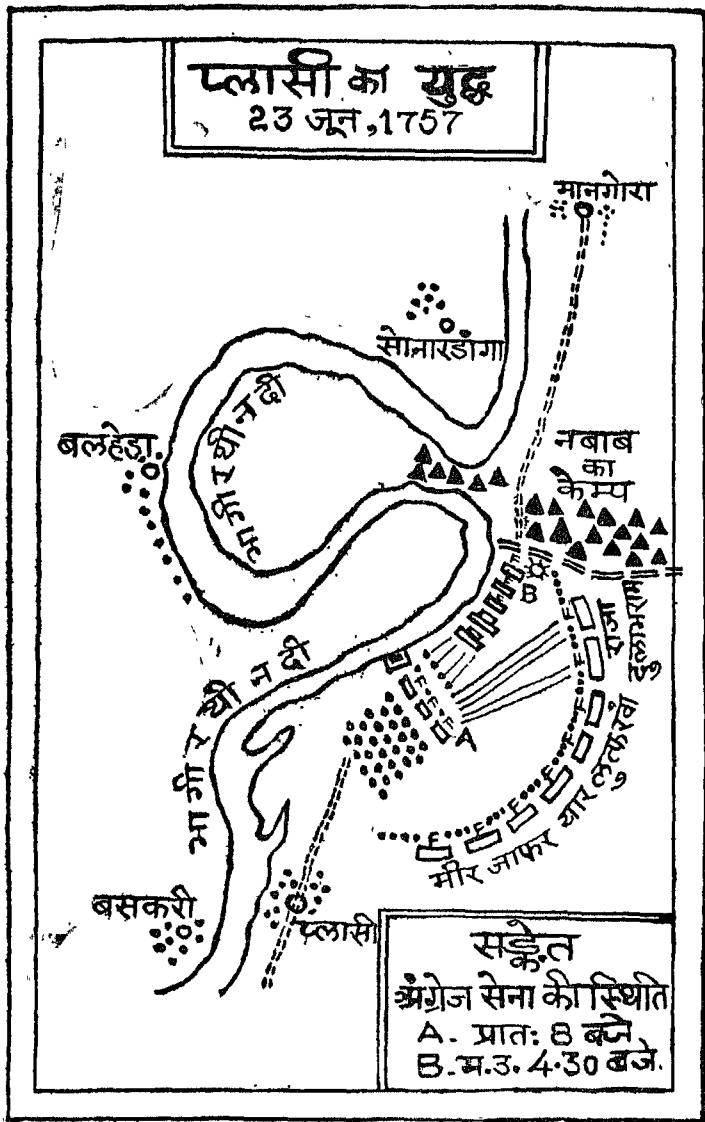 प्लासी का युद्ध
23 जून, 1757
मानगोरा
सोनारडांगा
भागीरथी नदी
बलहेडा
नबाब
का
कैम्प
B
राजा
दुलाभराम
भागीरथी नदी
A
यार लुत्फखाँ
मीर जाफर
बसकरी
प्लासी
सङ्केत
अंग्रेज सेना की स्थिति
A. प्रातः 8 बजे
B. म.उ. 4.30 बजे.